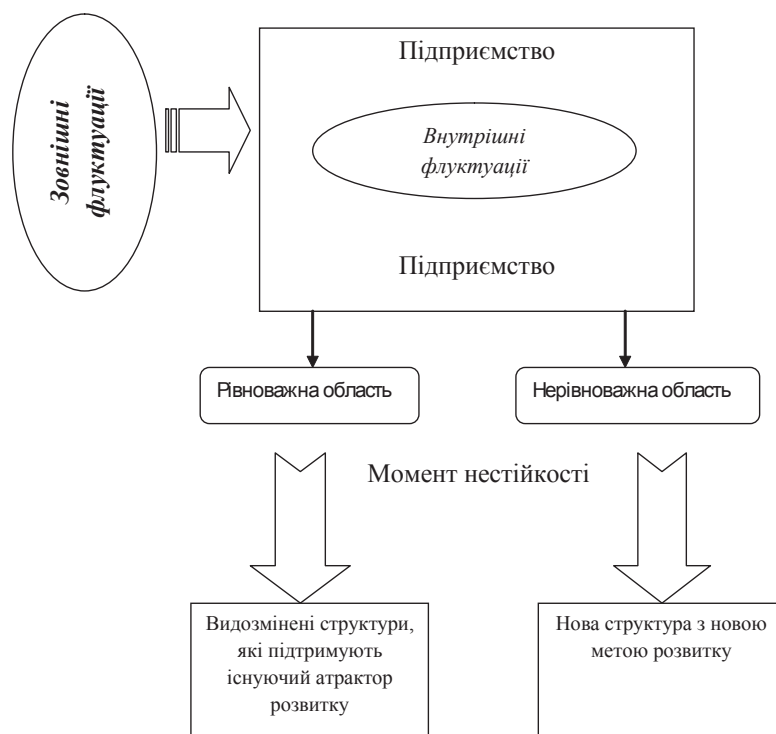 Зовнішні
флуктуації
Підприємство
Внутрішні
флуктуації
Підприємство
Рівноважна область
Нерівноважна область
Момент нестійкості
Видозмінені структури,
які підтримують
існуючий атрактор
розвитку
Нова структура з новою
метою розвитку